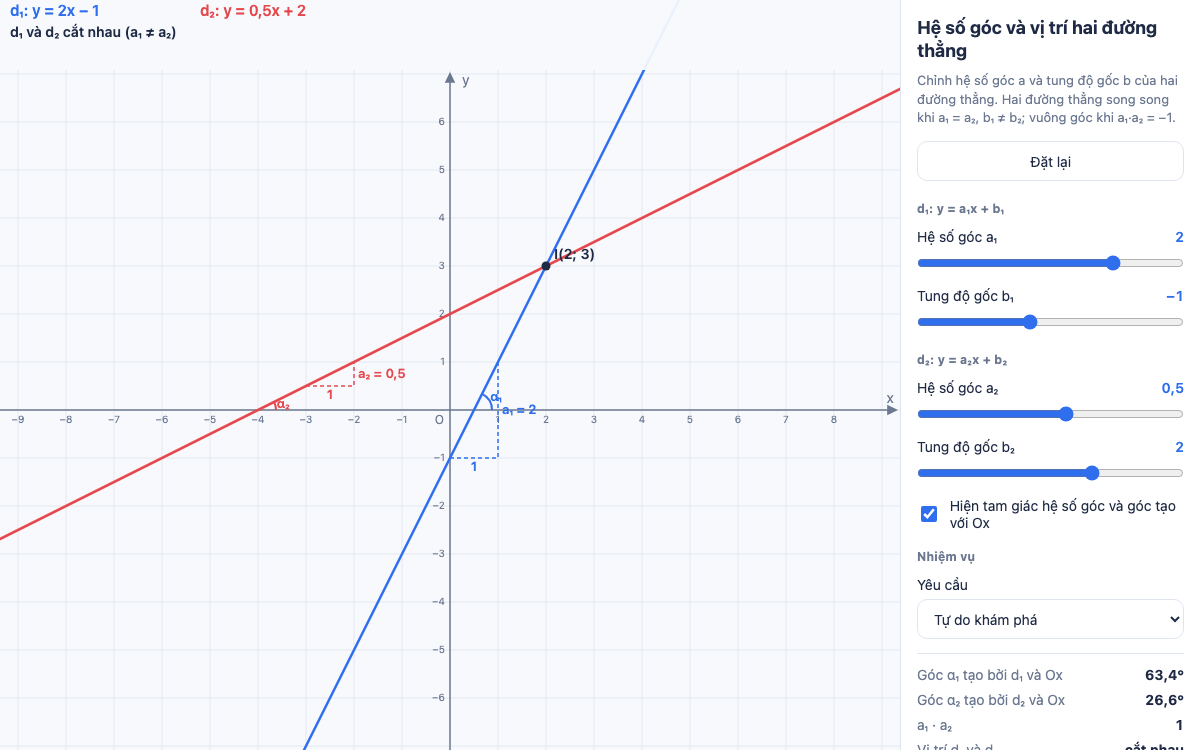 d₁: y = 2x − 1
d₂: y = 0,5x + 2
d₁ và d₂ cắt nhau (a₁ ≠ a₂)
y
6
5
4
I(2; 3)
3
2
1
a₂ = 0,5
1
α₂
α₁
a₁ = 2
x
−9 −8 −7 −6 −5 −4 −3 −2 −1 O 1 2 3 4 5 6 7 8
−1
1
−2
−3
−4
−5
−6
Hệ số góc và vị trí hai đường
thẳng
Chỉnh hệ số góc a và tung độ gốc b của hai
đường thẳng. Hai đường thẳng song song
khi a₁ = a₂, b₁ ≠ b₂; vuông góc khi a₁·a₂ = −1.
Đặt lại
d₁: y = a₁x + b₁
Hệ số góc a₁ 2
Tung độ gốc b₁ −1
d₂: y = a₂x + b₂
Hệ số góc a₂ 0,5
Tung độ gốc b₂ 2
Hiện tam giác hệ số góc và góc tạo
với Ox
Nhiệm vụ
Yêu cầu
Tự do khám phá
Góc α₁ tạo bởi d₁ và Ox 63,4°
Góc α₂ tạo bởi d₂ và Ox 26,6°
a₁ · a₂ 1
Vị trí d₁ và d₂ cắt nhau